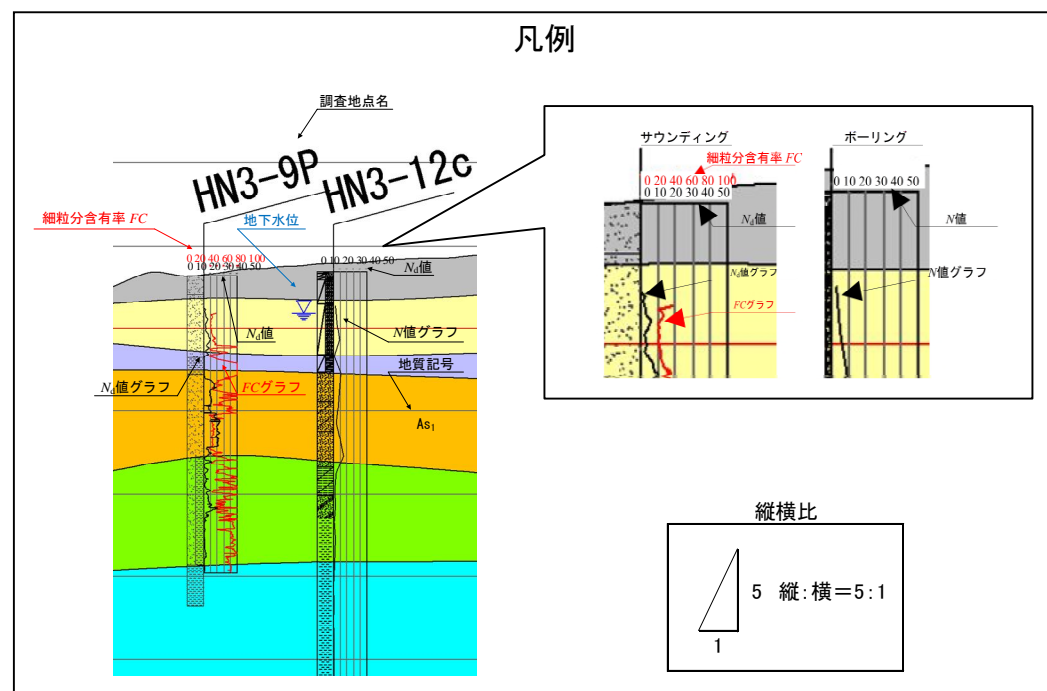 凡例
調査地点名
HN3-9P
HN3-12c
細粒分含有率 FC
地下水位
0 20 40 60 80 100
0 10 20 30 40 50
0 10 20 30 40 50
Nd値
Nd値
N値グラフ
Nd値グラフ
FCグラフ
地質記号
As1
サウンディング
細粒分含有率 FC
0 20 40 60 80 100
0 10 20 30 40 50
Nd値
Nd値グラフ
FCグラフ
ボーリング
0 10 20 30 40 50
N値
N値グラフ
縦横比
5 縦:横=5:1
1